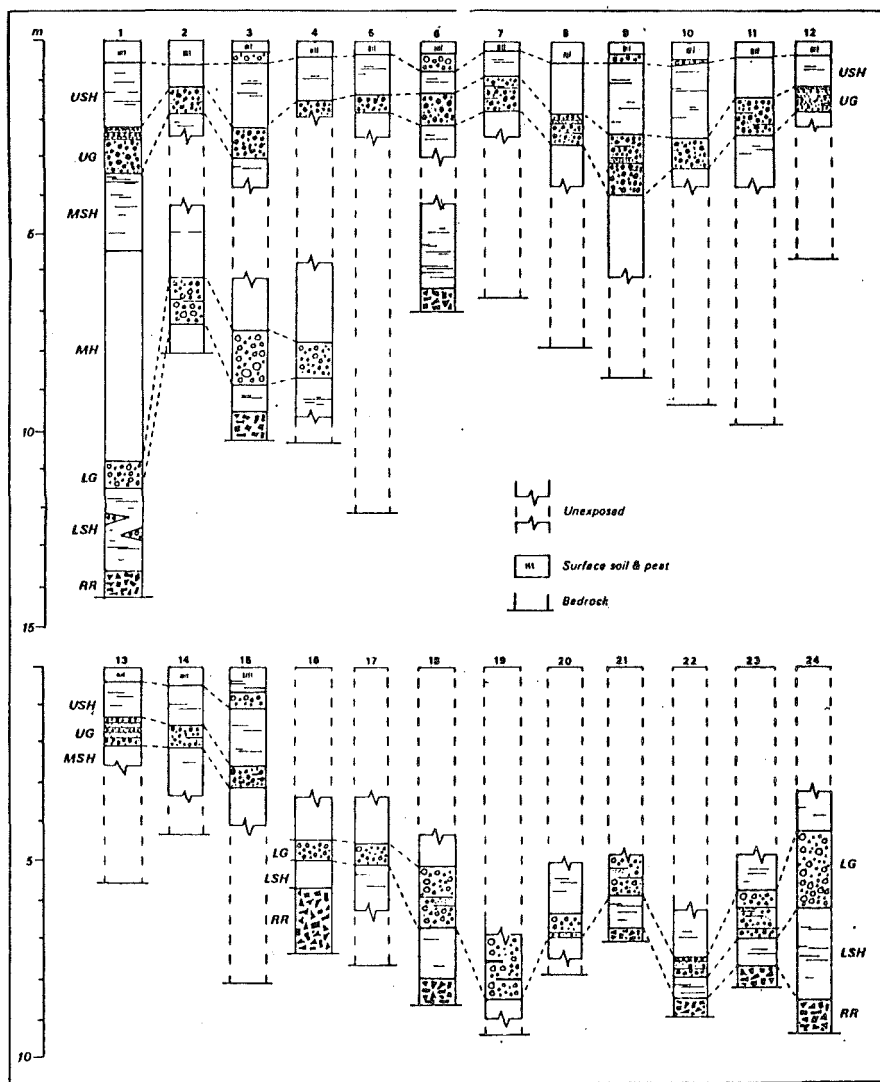 m 1 2 3 4 5 6 7 8 9 10 11 12
USH
USH
UG
UG
MSH
5
MH
10
LG
LSH
RR
15
Unexposed
Surface soil & peat
Bedrock
13 14 15 16 17 18 19 20 21 22 23 24
USH
UG
MSH
5
LG
LG
LSH
RR
LSH
RR
10